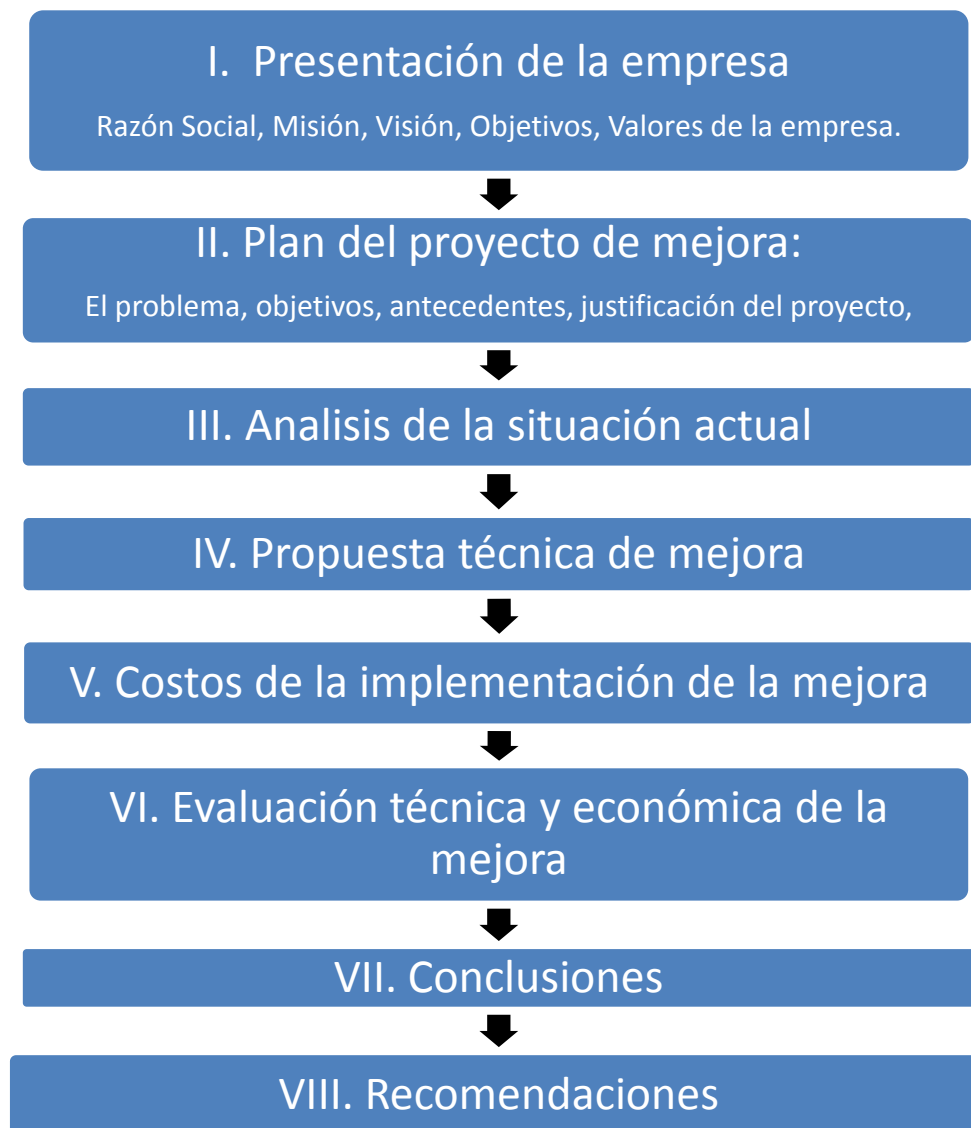 I. Presentación de la empresa
Razón Social, Misión, Visión, Objetivos, Valores de la empresa.
II. Plan del proyecto de mejora:
El problema, objetivos, antecedentes, justificación del proyecto,
III. Analisis de la situación actual
IV. Propuesta técnica de mejora
V. Costos de la implementación de la mejora
VI. Evaluación técnica y económica de la
mejora
VII. Conclusiones
VIII. Recomendaciones